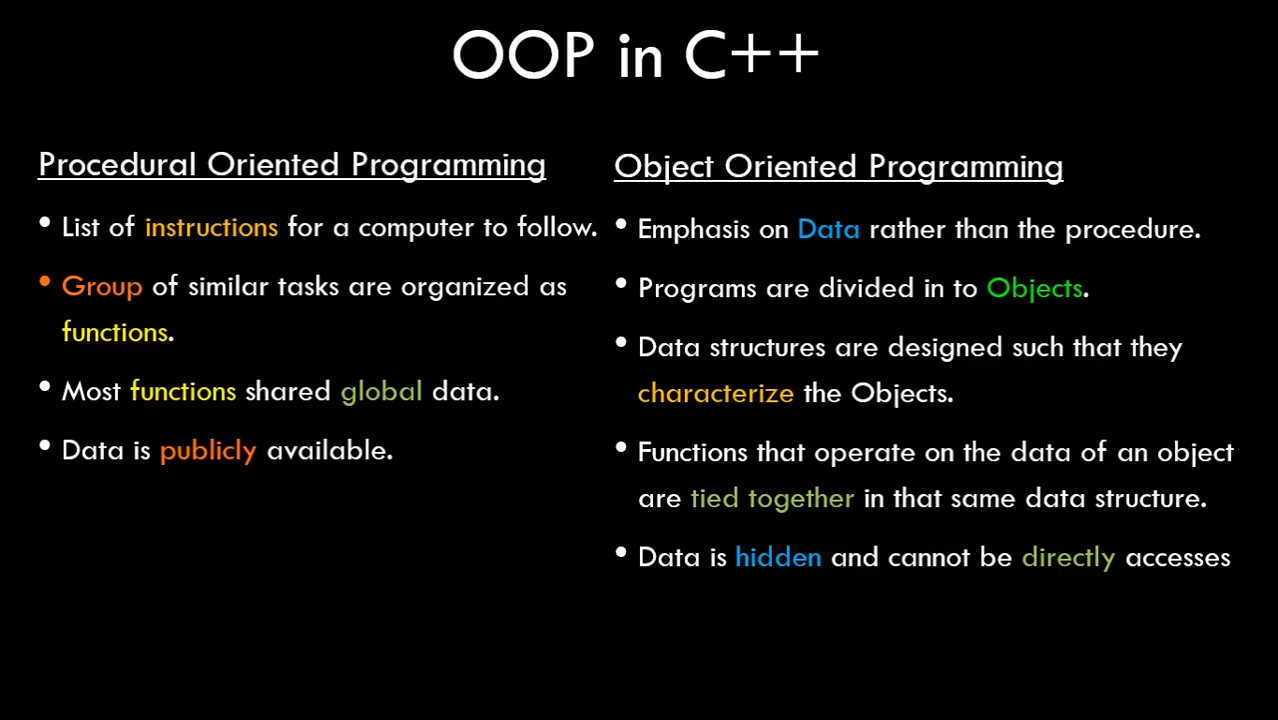 OOP in C++
Procedural Oriented Programming
• List of instructions for a computer to follow.
• Group of similar tasks are organized as
functions.
• Most functions shared global data.
• Data is publicly available.
Object Oriented Programming
• Emphasis on Data rather than the procedure.
• Programs are divided in to Objects.
• Data structures are designed such that they
characterize the Objects.
• Functions that operate on the data of an object
are tied together in that same data structure.
• Data is hidden and cannot be directly accesses